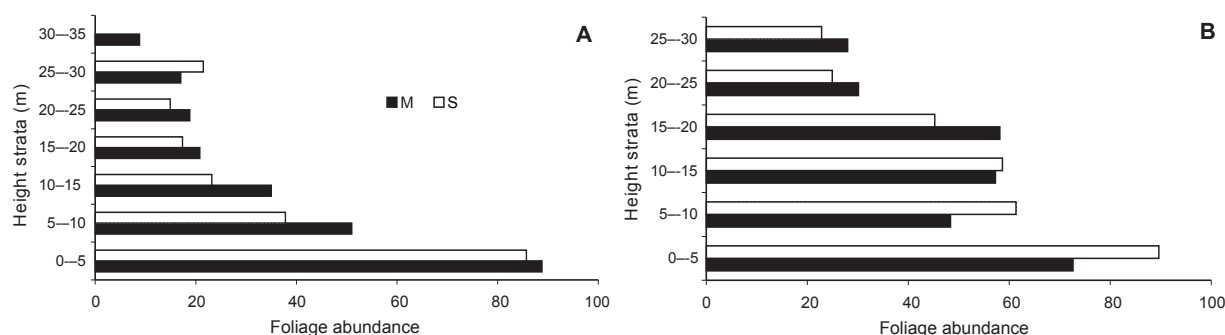 A
Height strata (m)
30–-35
25–-30
20–-25
15–-20
10–15
5–-10
0–-5
M S
0 20 40 60 80 100
Foliage abundance
B
Height strata (m)
25–-30
20–-25
15–-20
10–-15
5–-10
0–-5
0 20 40 60 80 100
Foliage abundance